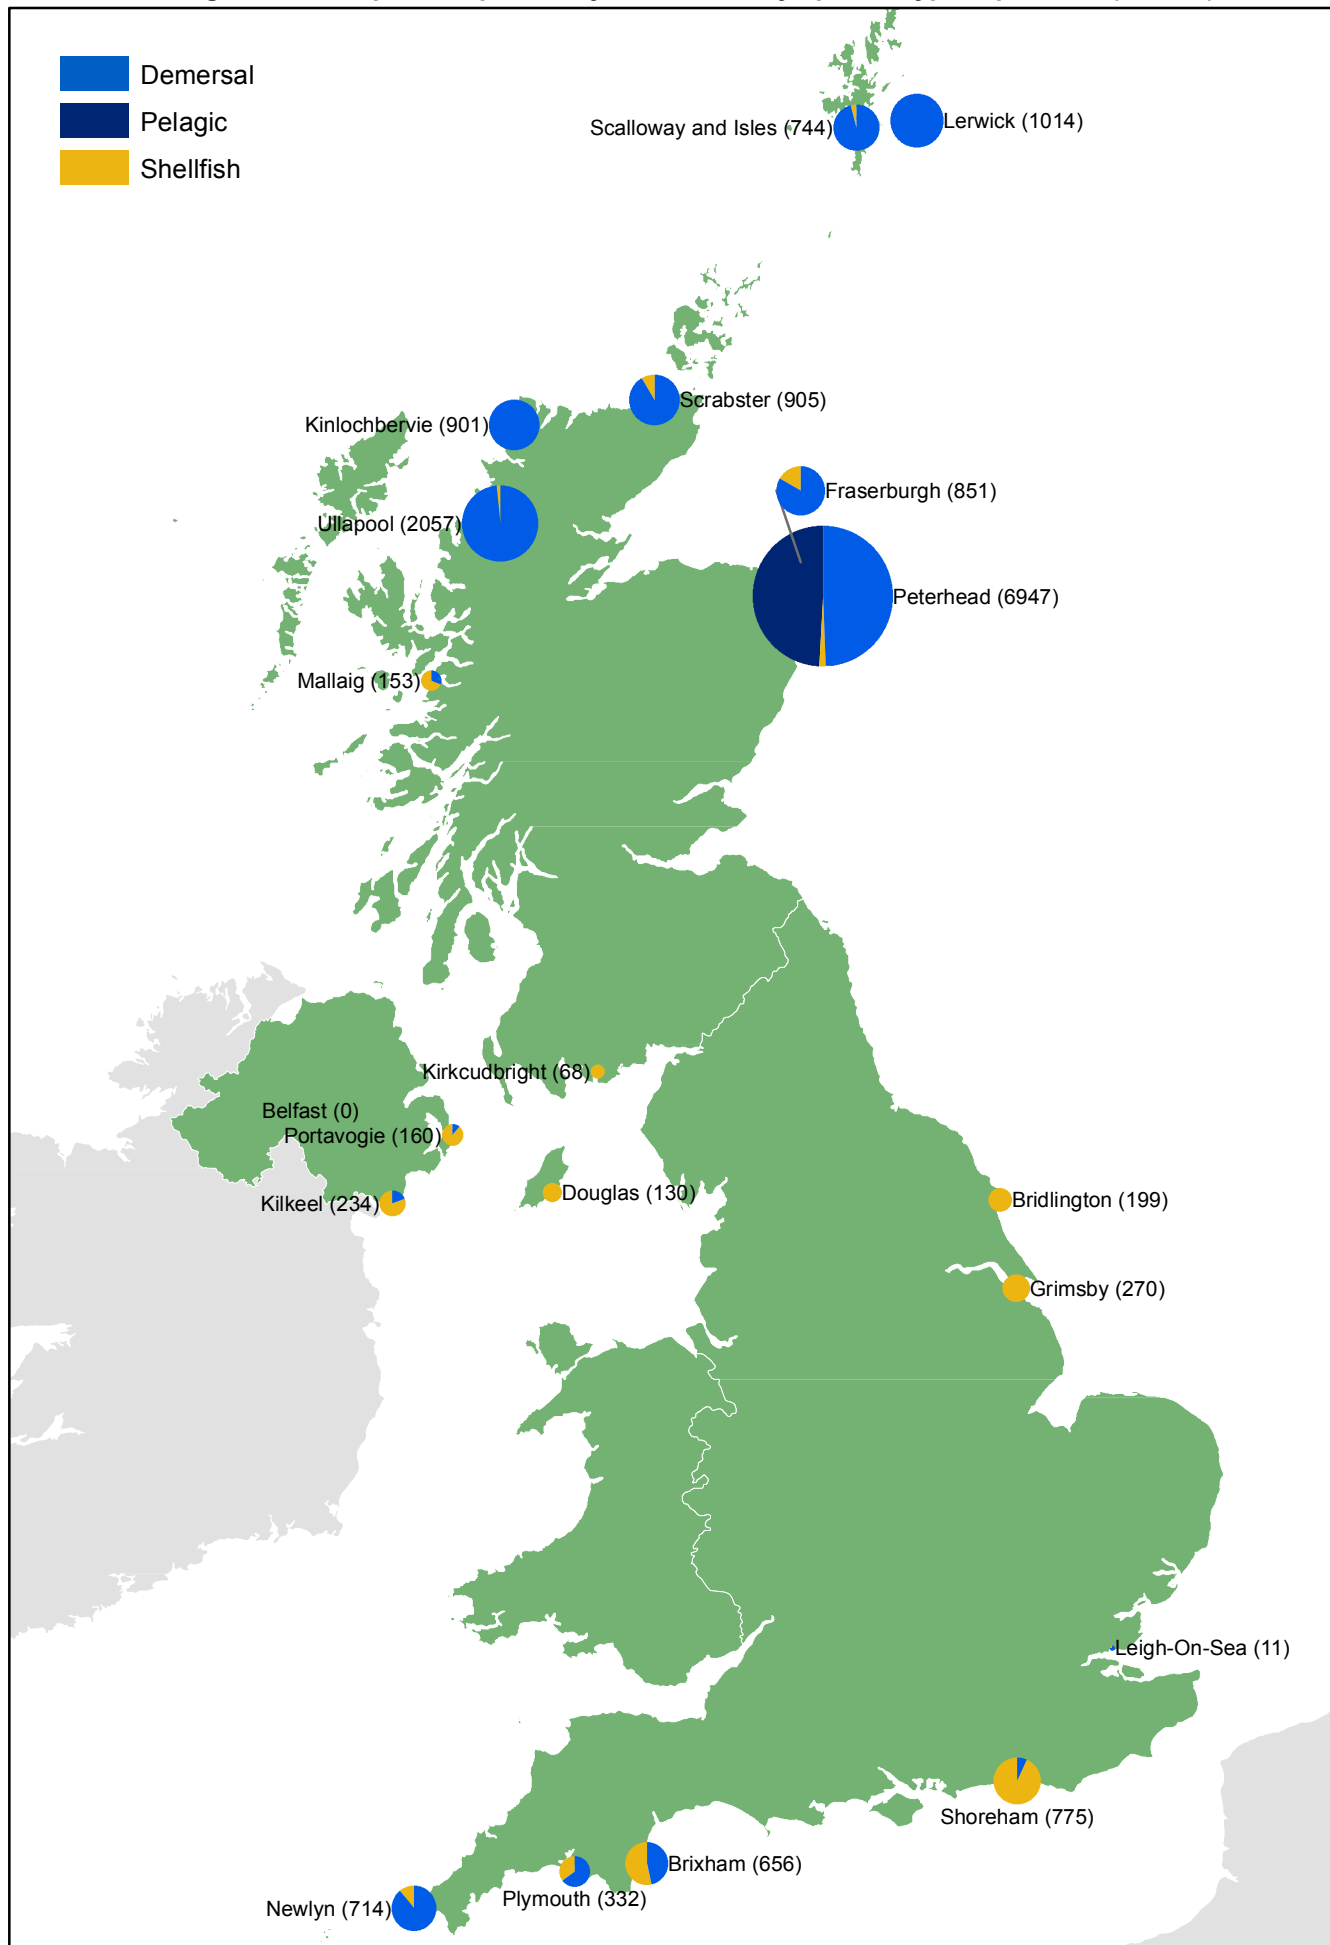 Demersal
Pelagic
Shellfish
Scalloway and Isles (744)
Lerwick (1014)
Scrabster (905)
Kinlochbervie (901)
Fraserburgh (851)
Ullapool (2057)
Peterhead (6947)
Mallaig (153)
Kirkcudbright (68)
Belfast (0)
Portavogie (160)
Kilkeel (234)
Douglas (130)
Bridlington (199)
Grimsby (270)
Leigh-On-Sea (11)
Shoreham (775)
Brixham (656)
Plymouth (332)
Newlyn (714)